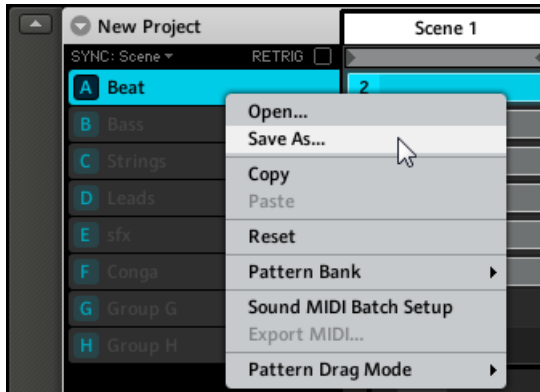 New Project
Scene 1
SYNC: Scene
RETRIG
A Beat
2
B Bass
C Strings
D Leads
E sfx
F Conga
G Group G
H Group H
Open...
Save As...
Copy
Paste
Reset
Pattern Bank
Sound MIDI Batch Setup
Export MIDI...
Pattern Drag Mode